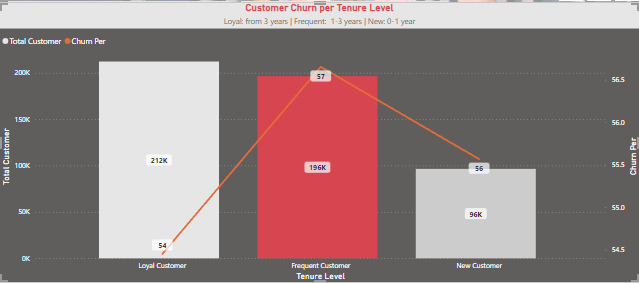 Customer Churn per Tenure Level
Loyal: from 3 years | Frequent: 1-3 years | New: 0-1 year
Total Customer Churn Per
200K
150K
100K
50K
0K
Total Customer
212K
54
57
196K
56
96K
56.5
56.0
55.5
55.0
54.5
Churn Per
Loyal Customer Frequent Customer New Customer
Tenure Level